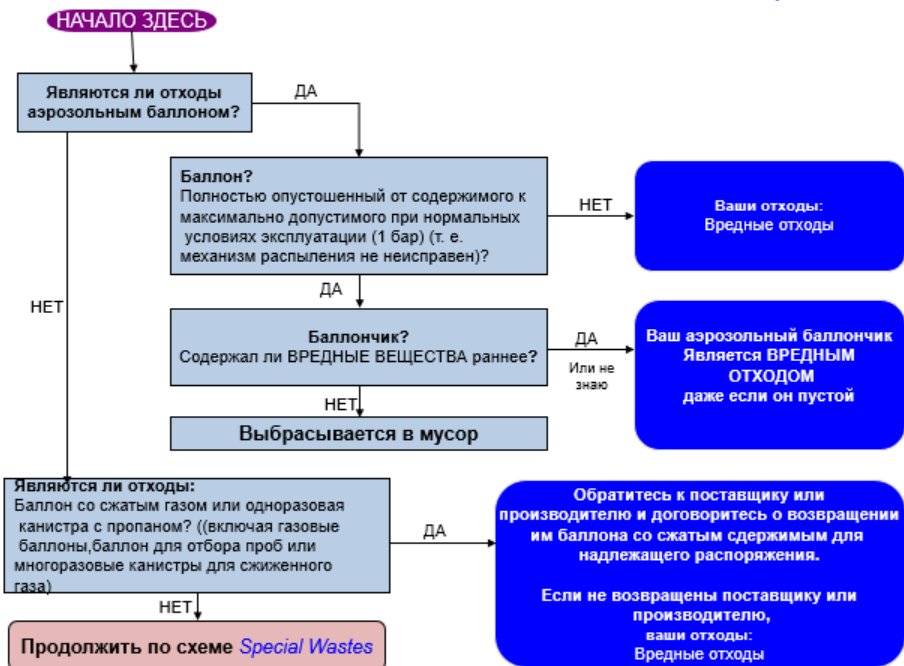 НАЧАЛО ЗДЕСЬ
Являются ли отходы
аэрозольным баллоном?
ДА
Баллон?
Полностью опустошенный от содержимого к
максимально допустимого при нормальных
условиях эксплуатации (1 бар) (т. е.
механизм распыления не неисправен)?
НЕТ
Ваши отходы:
Вредные отходы
НЕТ
ДА
Баллончик?
Содержал ли ВРЕДНЫЕ ВЕЩЕСТВА раннее?
ДА
Или не
знаю
Ваш аэрозольный баллончик
Является ВРЕДНЫМ
ОТХОДОМ
даже если он пустой
НЕТ
Выбрасывается в мусор
Являются ли отходы:
Баллон со сжатым газом или одноразовая
канистра с пропаном? ((включая газовые
баллоны,баллон для отбора проб или
многоразовые канистры для сжиженного
газа)
ДА
Обратитесь к поставщику или
производителю и договоритесь о возвращении
им баллона со сжатым сдержимым для
надлежащего распоряжения.
Если не возвращены поставщику или
производителю,
ваши отходы:
Вредные отходы
НЕТ
Продолжить по схеме Special Wastes